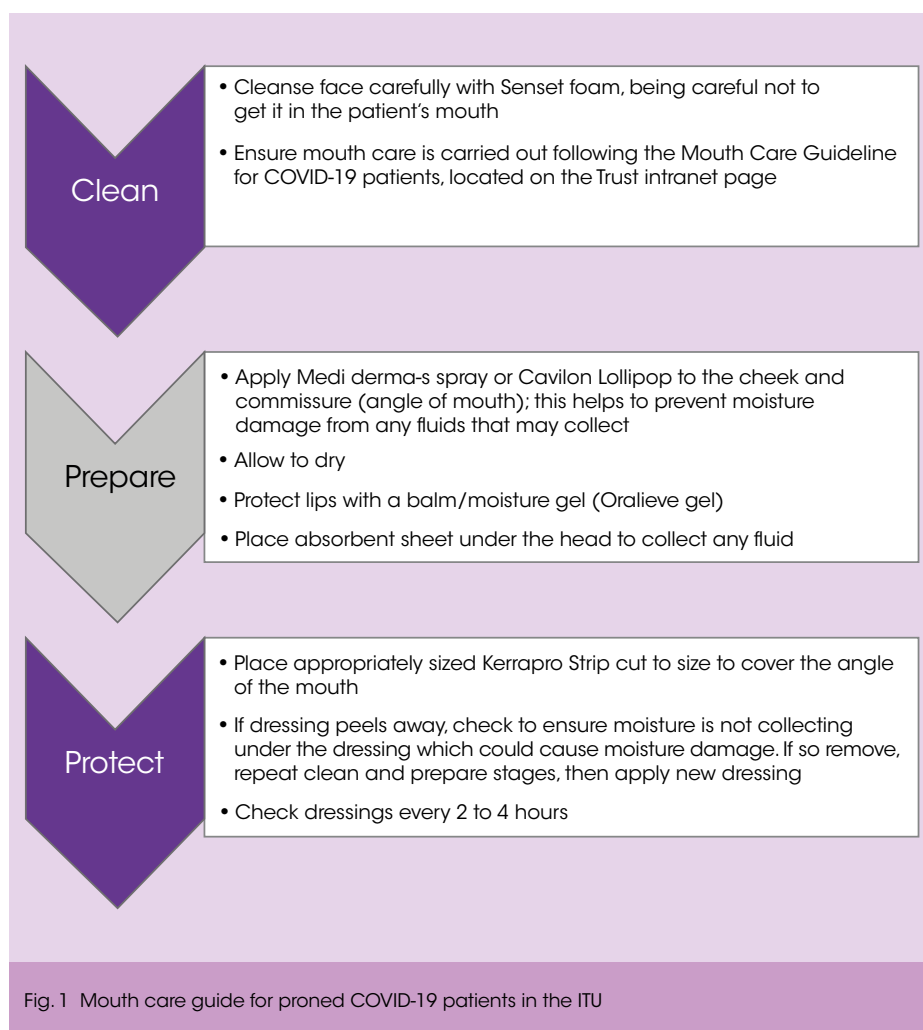 Clean
• Cleanse face carefully with Senset foam, being careful not to
get it in the patient's mouth
• Ensure mouth care is carried out following the Mouth Care Guideline
for COVID-19 patients, located on the Trust intranet page
Prepare
• Apply Medi derma-s spray or Cavilon Lollipop to the cheek and
commissure (angle of mouth); this helps to prevent moisture
damage from any fluids that may collect
• Allow to dry
• Protect lips with a balm/moisture gel (Oralieve gel)
• Place absorbent sheet under the head to collect any fluid
Protect
• Place appropriately sized Kerrapro Strip cut to size to cover the angle
of the mouth
• If dressing peels away, check to ensure moisture is not collecting
under the dressing which could cause moisture damage. If so remove,
repeat clean and prepare stages, then apply new dressing
• Check dressings every 2 to 4 hours
Fig. 1 Mouth care guide for proned COVID-19 patients in the ITU